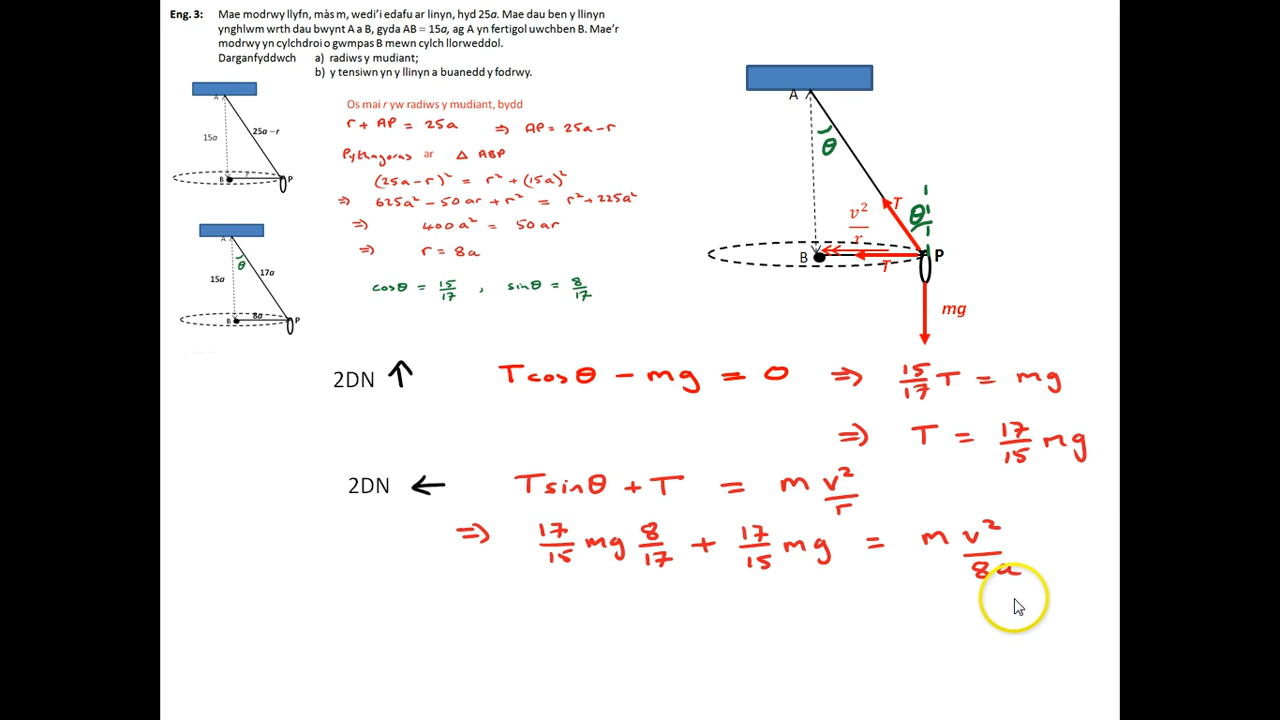 Eng. 3: Mae modrwy llyfn, màs m, wedi'i edafu ar linyn, hyd 25a. Mae dau ben y llinyn
ynghlwm wrth dau bwynt A a B, gyda AB = 15a, ag A yn fertigol uwchben B. Mae'r
modrwy yn cylchdroi o gwmpas B mewn cylch llorweddol.
Darganfyddwch a) radiws y mudiant;
b) y tensiwn yn y llinyn a buanedd y fodrwy.
A
15a
25a – r
B
r
P
Os mai r yw radiws y mudiant, bydd
r + AP = 25a ⇒ AP = 25a – r
Pythagoras ar △ ABP
(25a – r)² = r² + (15a)²
⇒ 625a² – 50ar + r² = r² + 225a²
⇒ 400a² = 50ar
⇒ r = 8a
cosθ = 15/17 , sinθ = 8/17
A
θ
15a
17a
8a
B
P
A
θ
T
θ
v²/r
B
T
P
mg
2DN ↑ Tcosθ – mg = 0 ⇒ 15/17 T = mg
⇒ T = 17/15 mg
2DN ← Tsinθ + T = m v²/r
⇒ 17/15 mg 8/17 + 17/15 mg = m v²/8a